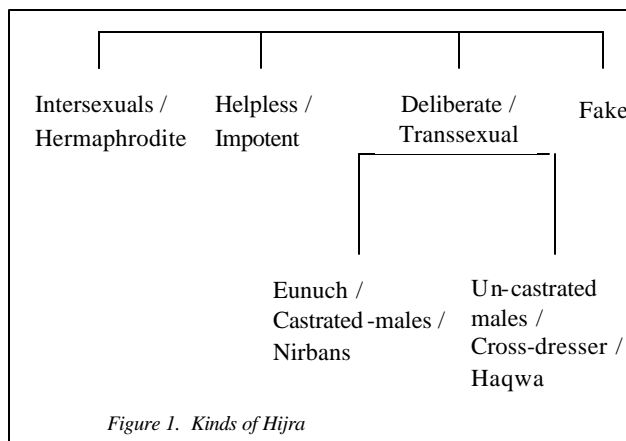 Intersexuals /
Hermaphrodite
Helpless /
Impotent
Deliberate /
Transsexual
Fake
Eunuch /
Castrated-males /
Nirbans
Un-castrated
males /
Cross-dresser /
Haqwa
Figure 1. Kinds of Hijra